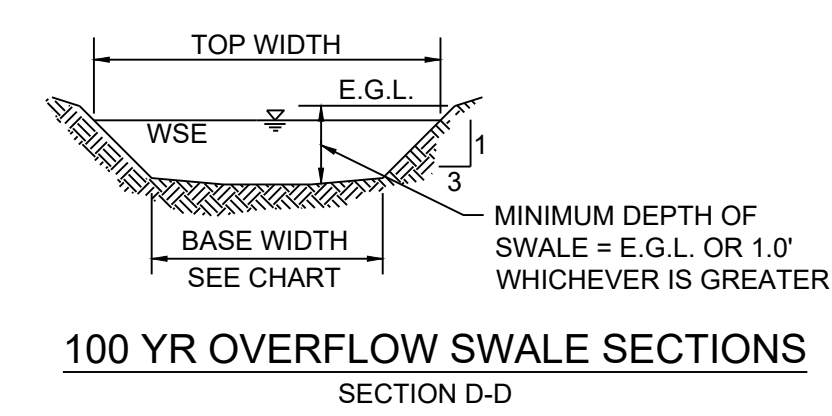 TOP WIDTH
E.G.L.
WSE
1
3
MINIMUM DEPTH OF
SWALE = E.G.L. OR 1.0'
WHICHEVER IS GREATER
BASE WIDTH
SEE CHART
100 YR OVERFLOW SWALE SECTIONS
SECTION D-D